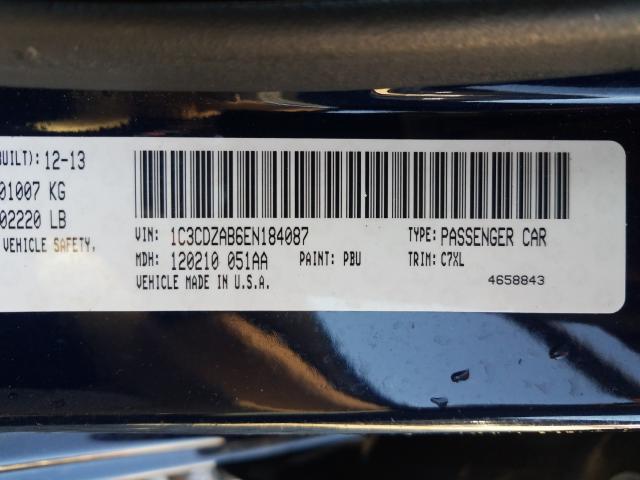 BUILT): 12-13
01007 KG
02220 LB
VEHICLE SAFETY,
VIN: 1C3CDZAB6EN184087 TYPE: PASSENGER CAR
MDH: 120210 051AA PAINT: PBU TRIM: C7XL
VEHICLE MADE IN U.S.A. 4658843